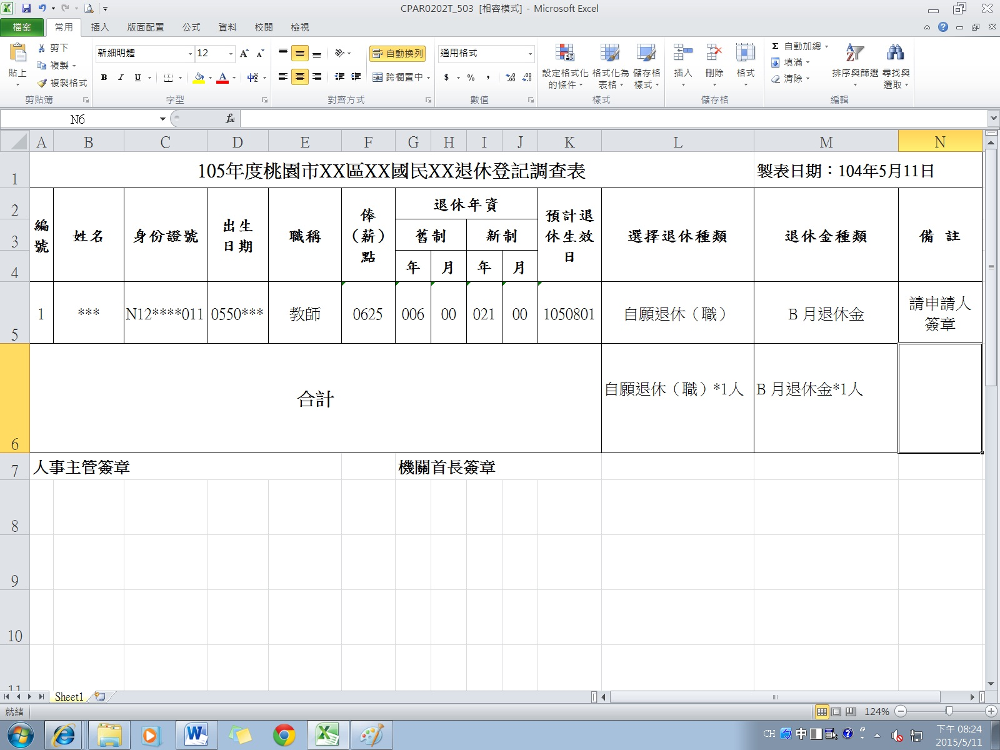 CPAR0202T_503  [相容模式]  -  Microsoft Excel
檔案 常用 插入 版面配置 公式 資料 校閱 檢視
貼上 剪下 複製 複製格式
剪貼簿
新細明體 12
B I U A 中
字型
自動換列
跨欄置中
對齊方式
通用格式
$ % ,
數值
設定格式化的條件 格式化為表格 儲存格樣式
樣式
插入 刪除 格式
儲存格
Σ 自動加總 填滿 清除 排序與篩選 尋找與選取
編輯
N6 fx
A B C D E F G H I J K L M N
1 105年度桃園市XX區XX國民XX退休登記調查表 製表日期：104年5月11日
2 退休年資
3 編號 姓名 身份證號 出生日期 職稱 俸（薪）點 舊制 新制 預計退休生效日 選擇退休種類 退休金種類 備 註
4 年 月 年 月
5 1 *** N12****011 0550*** 教師 0625 006 00 021 00 1050801 自願退休（職） B 月退休金 請申請人簽章
6 合計 自願退休（職）*1人 B 月退休金*1人
7 人事主管簽章 機關首長簽章
8
9
10
11
Sheet1
就緒 124%
CH 中 下午 08:24
2015/5/11